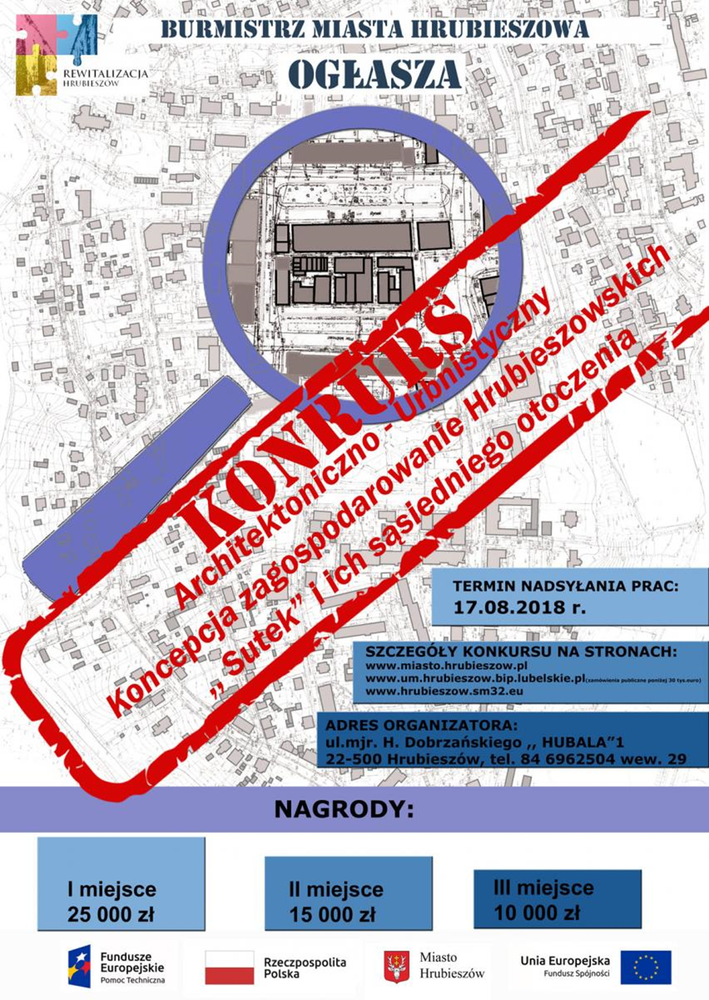 BURMISTRZ MIASTA HRUBIESZOWA
OGŁASZA
REWITALIZACJA
HRUBIESZÓW
Rynek
KONKURS
Architektoniczno - Urbnistyczny
Koncepcja zagospodarowanie Hrubieszowskich
,, Sutek” i ich sąsiedniego otoczenia
TERMIN NADSYŁANIA PRAC:
17.08.2018 r.
SZCZEGÓŁY KONKURSU NA STRONACH:
www.miasto.hrubieszow.pl
www.um.hrubieszow.bip.lubelskie.pl(zamówienia publiczne poniżej 30 tys.euro)
www.hrubieszow.sm32.eu
ADRES ORGANIZATORA:
ul.mjr. H. Dobrzańskiego ,, HUBALA”1
22-500 Hrubieszów, tel. 84 6962504 wew. 29
NAGRODY:
I miejsce
25 000 zł
II miejsce
15 000 zł
III miejsce
10 000 zł
Fundusze
Europejskie
Pomoc Techniczna
Rzeczpospolita
Polska
Miasto
Hrubieszów
Unia Europejska
Fundusz Spójności